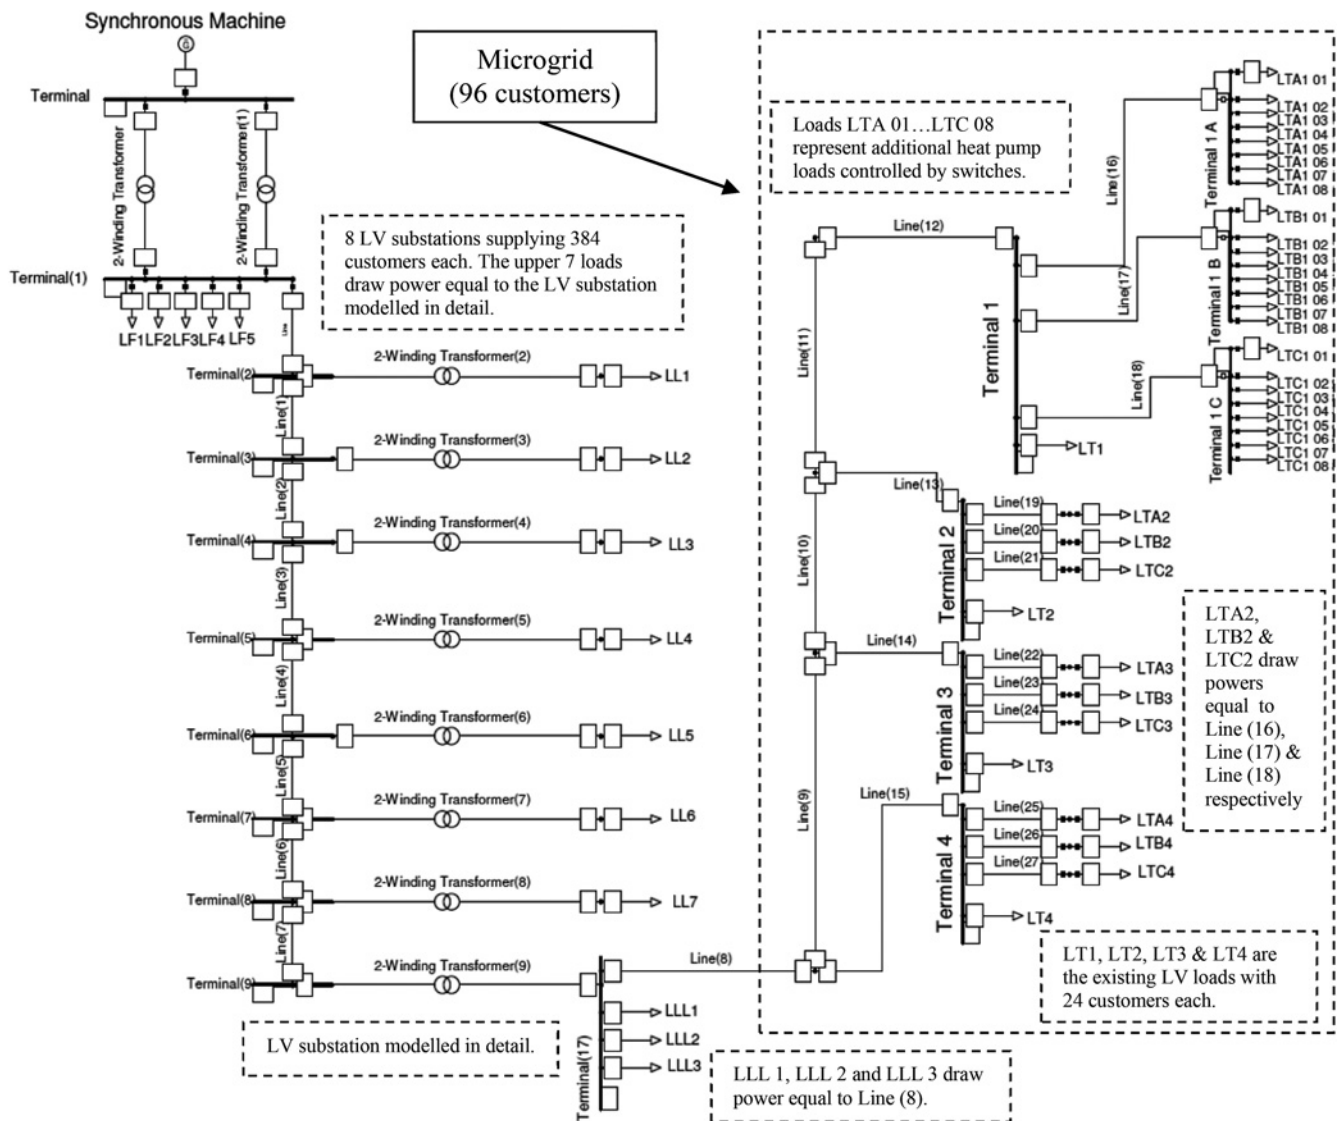 Synchronous Machine
G
Terminal
2-Winding Transformer
2-Winding Transformer(1)
Terminal(1)
LF1
LF2
LF3
LF4
LF5
Line
8 LV substations supplying 384
customers each. The upper 7 loads
draw power equal to the LV substation
modelled in detail.
Terminal(2)
2-Winding Transformer(2)
LL1
Line(1)
Terminal(3)
2-Winding Transformer(3)
LL2
Line(2)
Terminal(4)
2-Winding Transformer(4)
LL3
Line(3)
Terminal(5)
2-Winding Transformer(5)
LL4
Line(4)
Terminal(6)
2-Winding Transformer(6)
LL5
Line(5)
Terminal(7)
2-Winding Transformer(7)
LL6
Line(6)
Terminal(8)
2-Winding Transformer(8)
LL7
Line(7)
Terminal(9)
2-Winding Transformer(9)
LV substation modelled in detail.
Terminal(17)
Line(8)
LLL1
LLL2
LLL3
LLL 1, LLL 2 and LLL 3 draw
power equal to Line (8).
Microgrid
(96 customers)
Loads LTA 01…LTC 08
represent additional heat pump
loads controlled by switches.
Line(12)
Line(11)
Line(10)
Line(9)
Terminal 1
Line(16)
Line(17)
Line(18)
LT1
Terminal 1 A
LTA1 01
LTA1 02
LTA1 03
LTA1 04
LTA1 05
LTA1 06
LTA1 07
LTA1 08
Terminal 1 B
LTB1 01
LTB1 02
LTB1 03
LTB1 04
LTB1 05
LTB1 06
LTB1 07
LTB1 08
Terminal 1 C
LTC1 01
LTC1 02
LTC1 03
LTC1 04
LTC1 05
LTC1 06
LTC1 07
LTC1 08
Line(13)
Terminal 2
Line(19)
LTA2
Line(20)
LTB2
Line(21)
LTC2
LT2
Line(14)
Terminal 3
Line(22)
LTA3
Line(23)
LTB3
Line(24)
LTC3
LT3
Line(15)
Terminal 4
Line(25)
LTA4
Line(26)
LTB4
Line(27)
LTC4
LT4
LTA2,
LTB2 &
LTC2 draw
powers
equal to
Line (16),
Line (17) &
Line (18)
respectively
LT1, LT2, LT3 & LT4 are
the existing LV loads with
24 customers each.